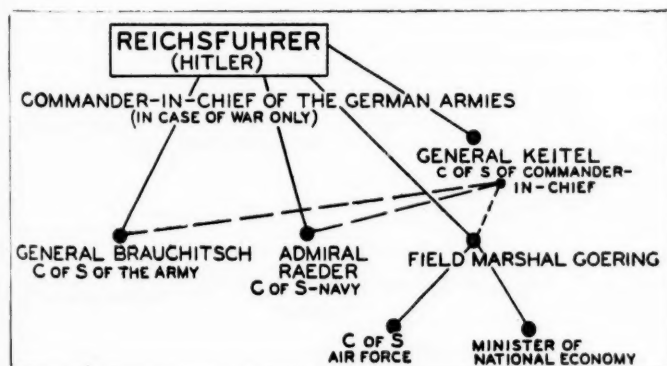 REICHSFUHRER
(HITLER)
COMMANDER-IN-CHIEF OF THE GERMAN ARMIES
(IN CASE OF WAR ONLY)
GENERAL KEITEL
C OF S OF COMMANDER-
IN-CHIEF
GENERAL BRAUCHITSCH
C OF S OF THE ARMY
ADMIRAL
RAEDER
C OF S-NAVY
FIELD MARSHAL GOERING
C OF S
AIR FORCE
MINISTER OF
NATIONAL ECONOMY